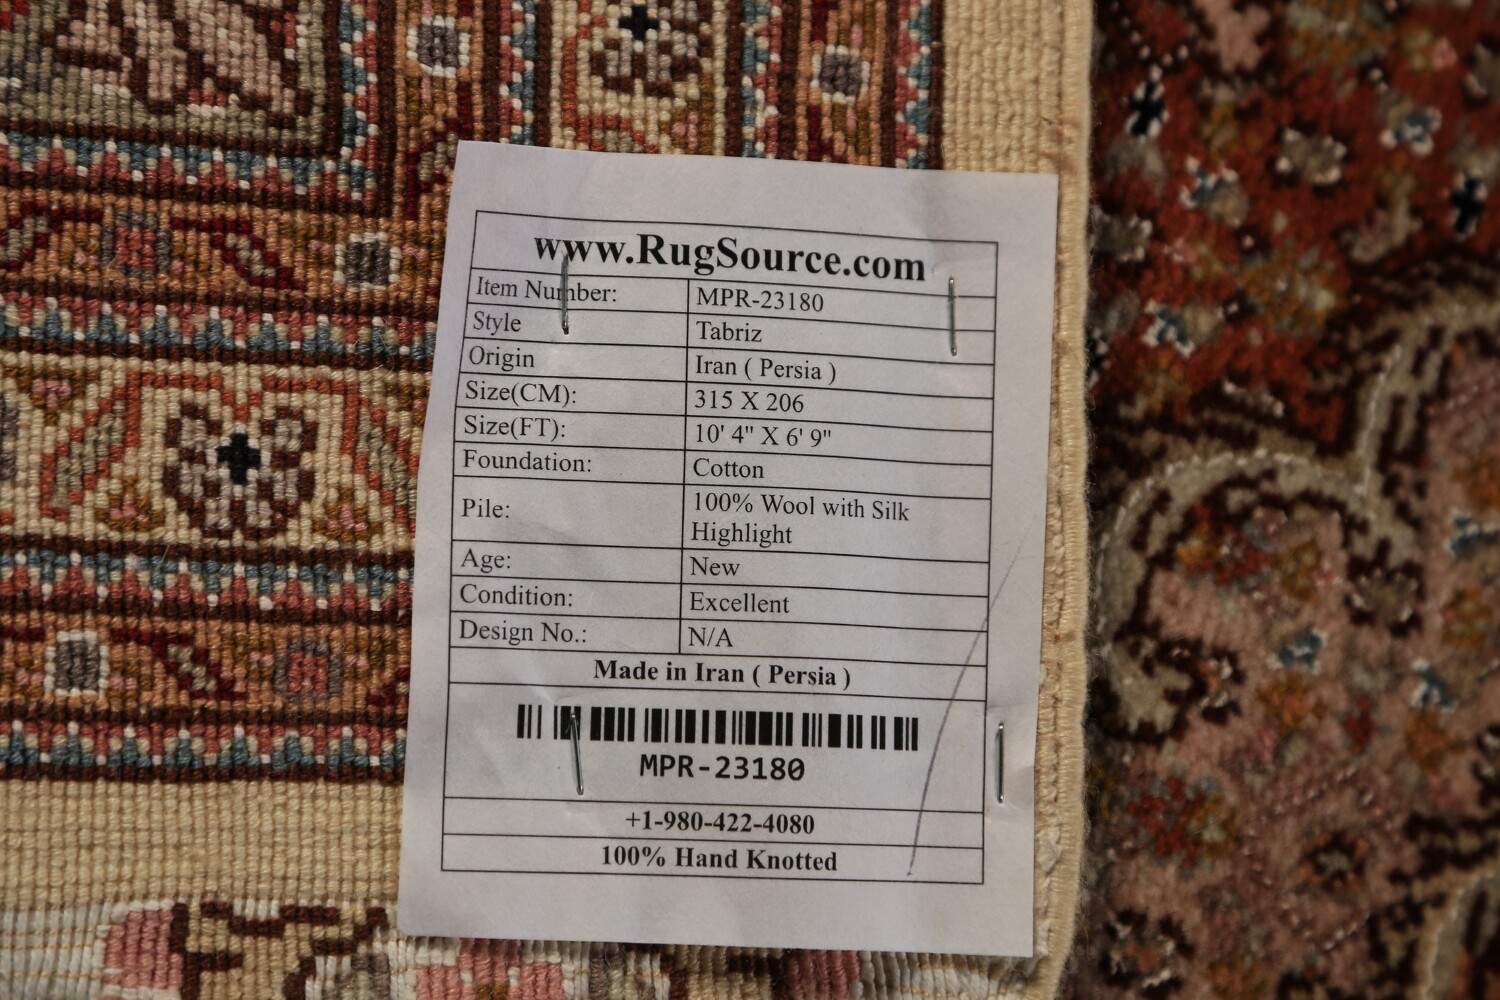 www.RugSource.com
Item Number: MPR-23180
Style Tabriz
Origin Iran ( Persia )
Size(CM): 315 X 206
Size(FT): 10' 4" X 6' 9"
Foundation: Cotton
Pile: 100% Wool with Silk
Highlight
Age: New
Condition: Excellent
Design No.: N/A
Made in Iran ( Persia )
MPR-23180
+1-980-422-4080
100% Hand Knotted